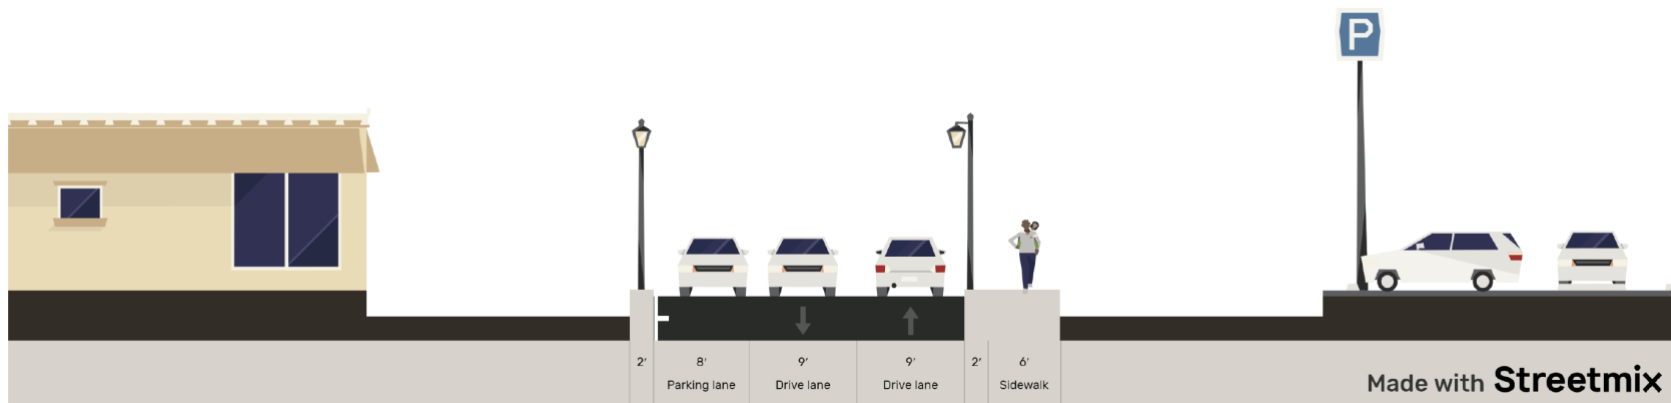 P
2' 8' 9' 9' 2' 6'
Parking lane Drive lane Drive lane Sidewalk
Made with Streetmix